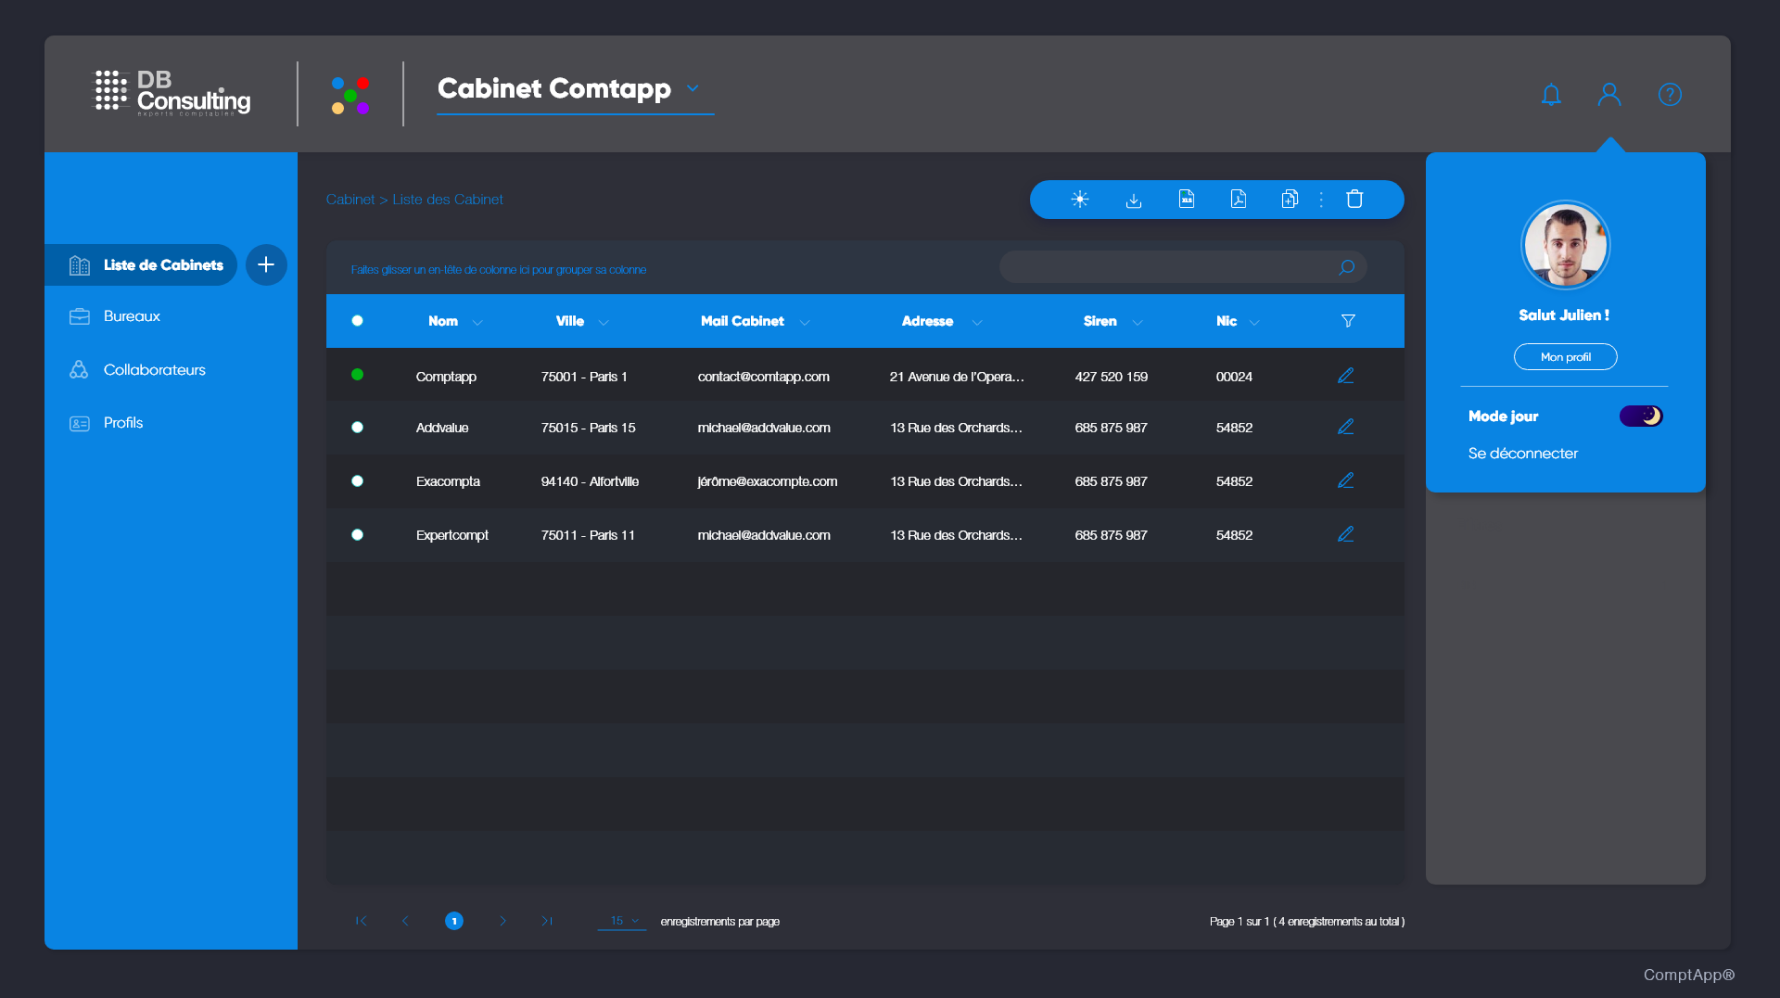 DB
Consulting
experts comptables
Cabinet Comtapp
?
Cabinet > Liste des Cabinet
XLS
Liste de Cabinets
Bureaux
Collaborateurs
Profils
Faites glisser un en-tête de colonne ici pour grouper sa colonne
Nom Ville Mail Cabinet Adresse Siren Nic
Comptapp 75001 - Paris 1 contact@comtapp.com 21 Avenue de l'Opera... 427 520 159 00024
Addvalue 75015 - Paris 15 michael@addvalue.com 13 Rue des Orchards... 685 875 987 54852
Exacompta 94140 - Alfortville jérôme@exacompte.com 13 Rue des Orchards... 685 875 987 54852
Expertcompt 75011 - Paris 11 michael@addvalue.com 13 Rue des Orchards... 685 875 987 54852
Salut Julien !
Mon profil
Mode jour
Se déconnecter
1 15 enregistrements par page
Page 1 sur 1 ( 4 enregistrements au total )
ComptApp®